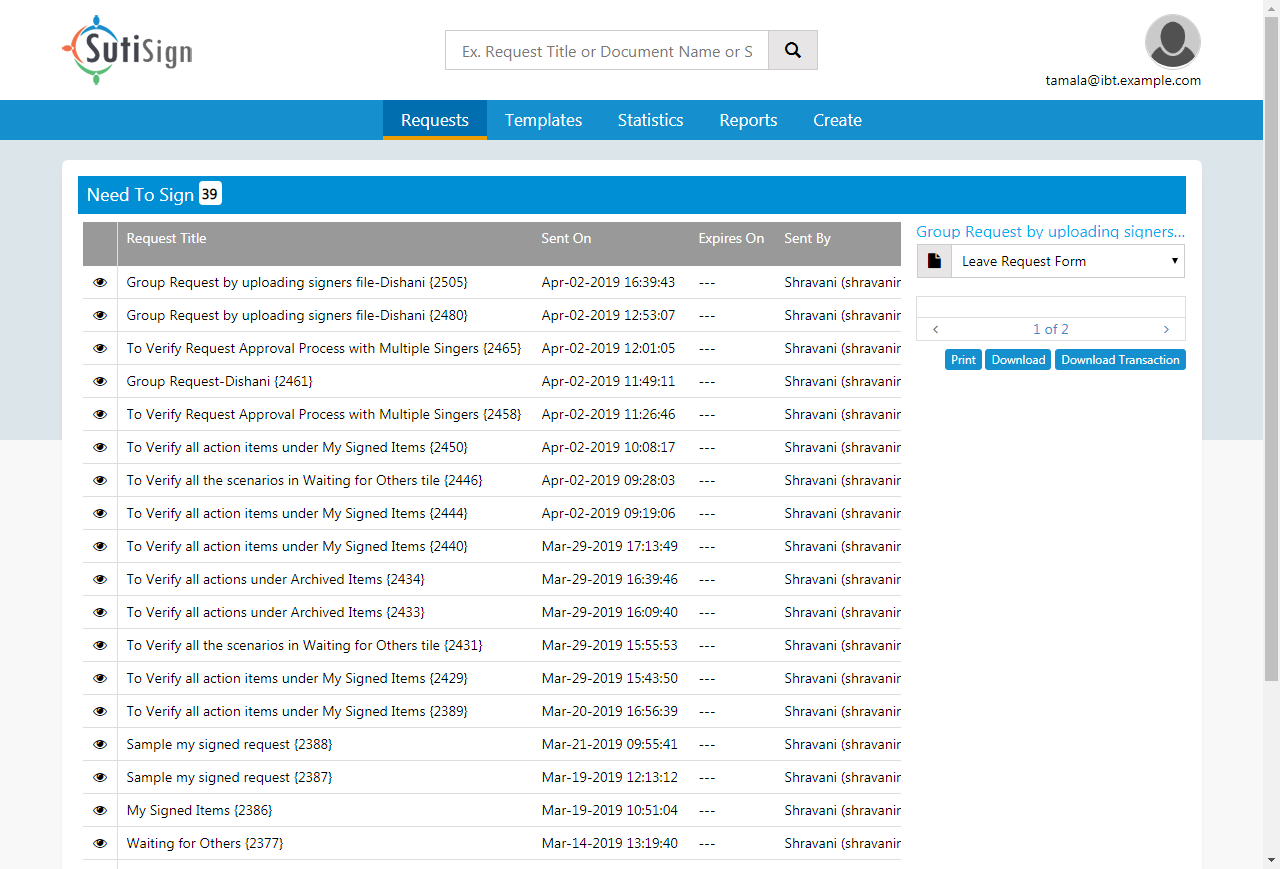 SutiSign
Ex. Request Title or Document Name or S
tamala@ibt.example.com
Requests Templates Statistics Reports Create
Need To Sign 39
Request Title Sent On Expires On Sent By
Group Request by uploading signers file-Dishani {2505} Apr-02-2019 16:39:43 --- Shravani (shravanir
Group Request by uploading signers file-Dishani {2480} Apr-02-2019 12:53:07 --- Shravani (shravanir
To Verify Request Approval Process with Multiple Singers {2465} Apr-02-2019 12:01:05 --- Shravani (shravanir
Group Request-Dishani {2461} Apr-02-2019 11:49:11 --- Shravani (shravanir
To Verify Request Approval Process with Multiple Singers {2458} Apr-02-2019 11:26:46 --- Shravani (shravanir
To Verify all action items under My Signed Items {2450} Apr-02-2019 10:08:17 --- Shravani (shravanir
To Verify all the scenarios in Waiting for Others tile {2446} Apr-02-2019 09:28:03 --- Shravani (shravanir
To Verify all action items under My Signed Items {2444} Apr-02-2019 09:19:06 --- Shravani (shravanir
To Verify all action items under My Signed Items {2440} Mar-29-2019 17:13:49 --- Shravani (shravanir
To Verify all actions under Archived Items {2434} Mar-29-2019 16:39:46 --- Shravani (shravanir
To Verify all actions under Archived Items {2433} Mar-29-2019 16:09:40 --- Shravani (shravanir
To Verify all the scenarios in Waiting for Others tile {2431} Mar-29-2019 15:55:53 --- Shravani (shravanir
To Verify all action items under My Signed Items {2429} Mar-29-2019 15:43:50 --- Shravani (shravanir
To Verify all action items under My Signed Items {2389} Mar-20-2019 16:56:39 --- Shravani (shravanir
Sample my signed request {2388} Mar-21-2019 09:55:41 --- Shravani (shravanir
Sample my signed request {2387} Mar-19-2019 12:13:12 --- Shravani (shravanir
My Signed Items {2386} Mar-19-2019 10:51:04 --- Shravani (shravanir
Waiting for Others {2377} Mar-14-2019 13:19:40 --- Shravani (shravanir
Group Request by uploading signers...
Leave Request Form
1 of 2
Print Download Download Transaction